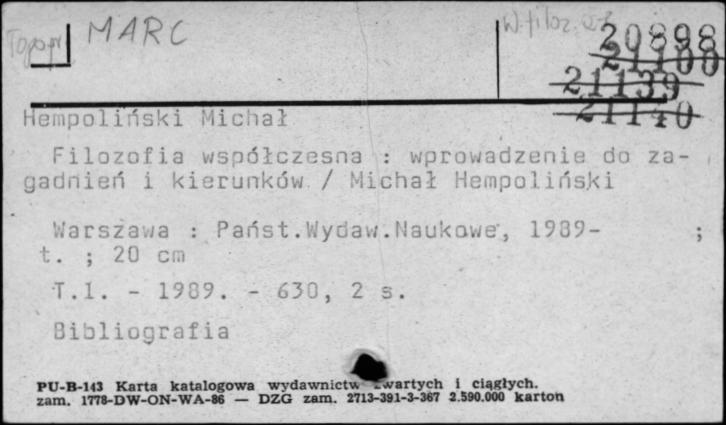 Topogr
MARC
W. filoz.
20898
21100
21139
21140
Hempoliński Michał
Filozofia współczesna : wprowadzenie do za-
gadnień i kierunków / Michał Hempoliński
Warszawa : Państ.Wydaw.Naukowe, 1989- ;
t. ; 20 cm
T.1. - 1989. - 630, 2 s.
Bibliografia
PU-B-143 Karta katalogowa wydawnictw zwartych i ciągłych.
zam. 1778-DW-ON-WA-86 — DZG zam. 2713-391-3-367 2.590.000 karton